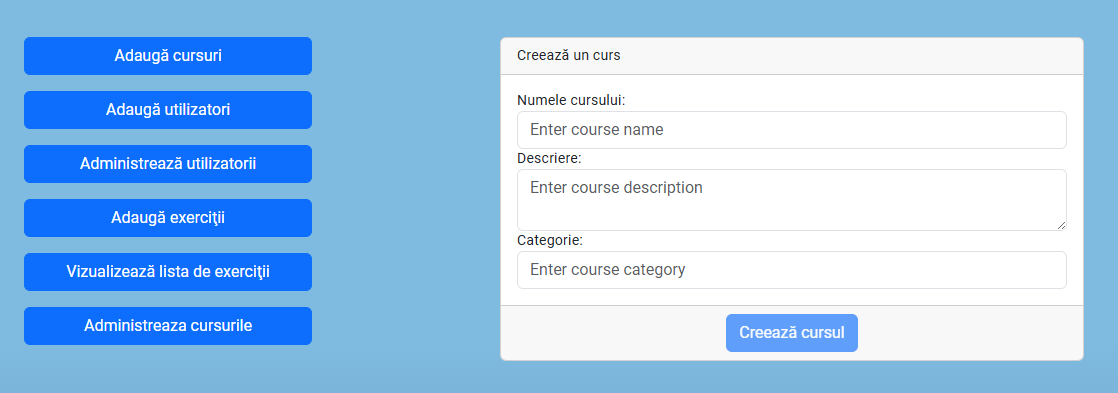 Adaugă cursuri
Adaugă utilizatori
Administrează utilizatorii
Adaugă exerciţii
Vizualizează lista de exerciţii
Administreaza cursurile
Creează un curs
Numele cursului:
Enter course name
Descriere:
Enter course description
Categorie:
Enter course category
Creează cursul